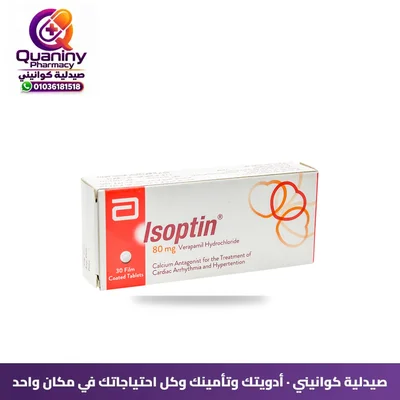 Quaniny
Pharmacy
صيدلية كوانيني
01036181518
Isoptin®
80 mg Verapamil Hydrochloride
Calcium Antagonist for the Treatment of
Cardiac Arrhythmia and Hypertention
30 Film
Coated Tablets
صيدلية كوانيني - أدويتك وتأمينك وكل احتياجاتك في مكان واحد